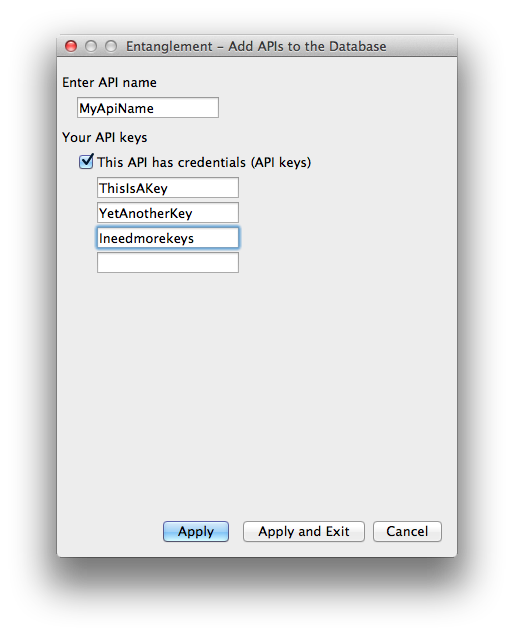 Entanglement – Add APIs to the Database
Enter API name
MyApiName
Your API keys
This API has credentials (API keys)
ThisIsAKey
YetAnotherKey
Ineedmorekeys
Apply Apply and Exit Cancel